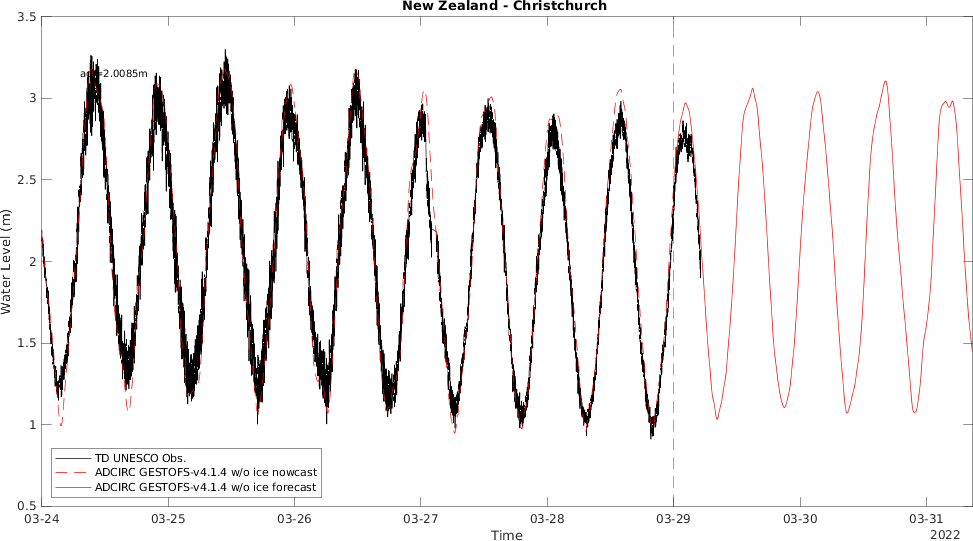 New Zealand - Christchurch
3.5
3
2.5
2
1.5
1
0.5
Water Level (m)
=2.0085m
TD UNESCO Obs.
ADCIRC GESTOFS-v4.1.4 w/o ice nowcast
ADCIRC GESTOFS-v4.1.4 w/o ice forecast
03-24
03-25
03-26
03-27
03-28
03-29
03-30
03-31
Time
2022